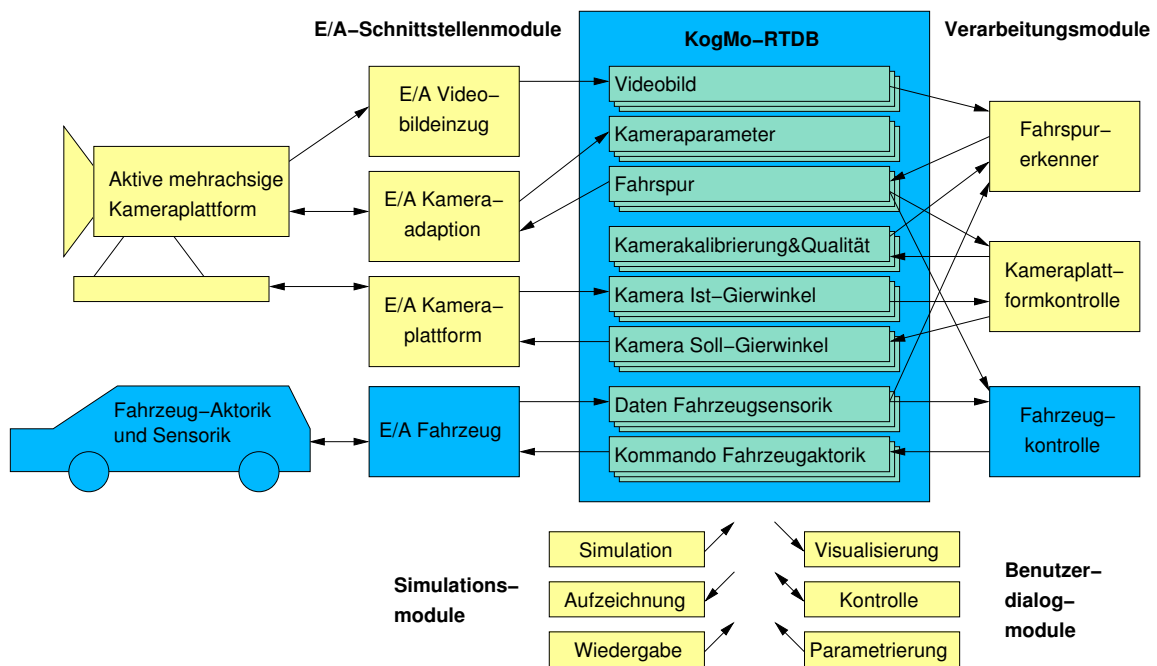 E/A−Schnittstellenmodule
KogMo−RTDB
Verarbeitungsmodule
Aktive mehrachsige
Kameraplattform
Fahrzeug−Aktorik
und Sensorik
E/A Video−
bildeinzug
E/A Kamera−
adaption
E/A Kamera−
plattform
E/A Fahrzeug
Videobild
Kameraparameter
Fahrspur
Kamerakalibrierung&Qualität
Kamera Ist-Gierwinkel
Kamera Soll-Gierwinkel
Daten Fahrzeugsensorik
Kommando Fahrzeugaktorik
Fahrspur-
erkenner
Kameraplatt−
formkontrolle
Fahrzeug−
kontrolle
Simulations−
module
Simulation
Aufzeichnung
Wiedergabe
Visualisierung
Kontrolle
Parametrierung
Benutzer−
dialog−
module